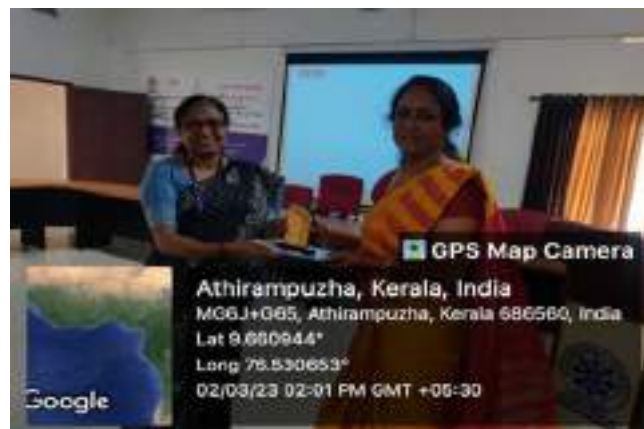 GPS Map Camera
Athirampuzha, Kerala, India
MG6J+G65, Athirampuzha, Kerala 686560, India
Lat 9.660944°
Long 76.530653°
02/03/23 02:01 PM GMT +05:30
Google